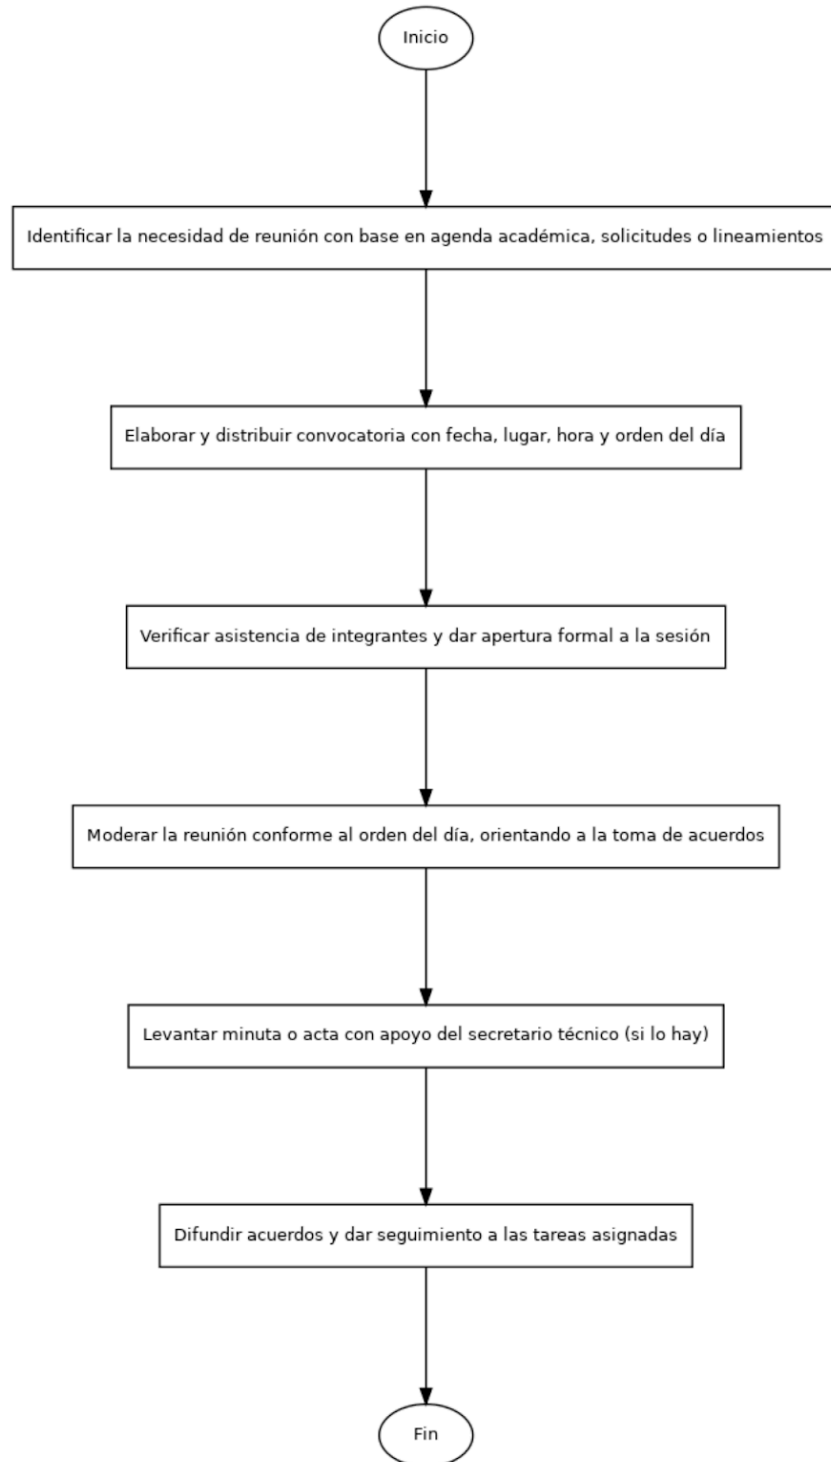 Inicio
Identificar la necesidad de reunión con base en agenda académica, solicitudes o lineamientos
Elaborar y distribuir convocatoria con fecha, lugar, hora y orden del día
Verificar asistencia de integrantes y dar apertura formal a la sesión
Moderar la reunión conforme al orden del día, orientando a la toma de acuerdos
Levantar minuta o acta con apoyo del secretario técnico (si lo hay)
Difundir acuerdos y dar seguimiento a las tareas asignadas
Fin